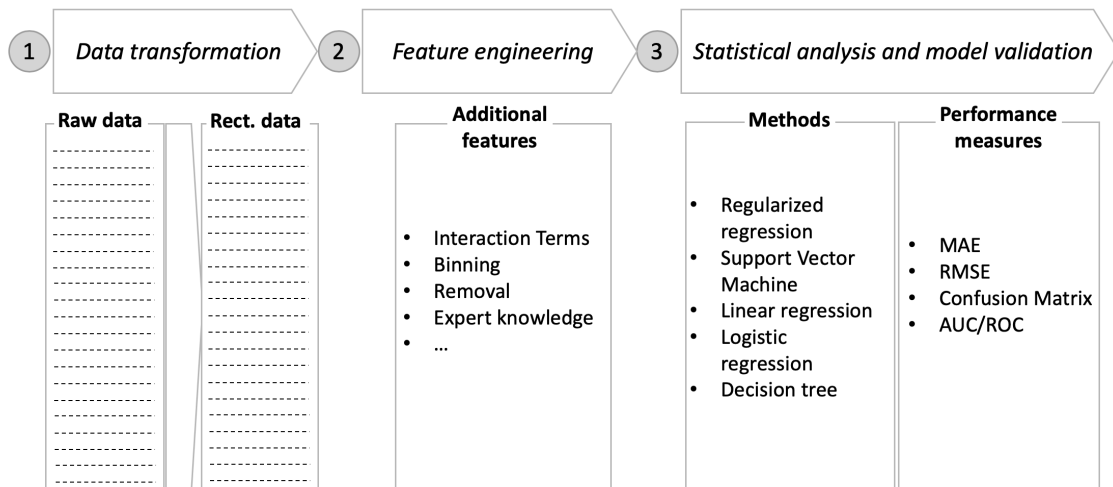 1
Data transformation
2
Feature engineering
3
Statistical analysis and model validation
Raw data
Rect. data
Additional
features
• Interaction Terms
• Binning
• Removal
• Expert knowledge
• ...
Methods
• Regularized
regression
• Support Vector
Machine
• Linear regression
• Logistic
regression
• Decision tree
Performance
measures
• MAE
• RMSE
• Confusion Matrix
• AUC/ROC